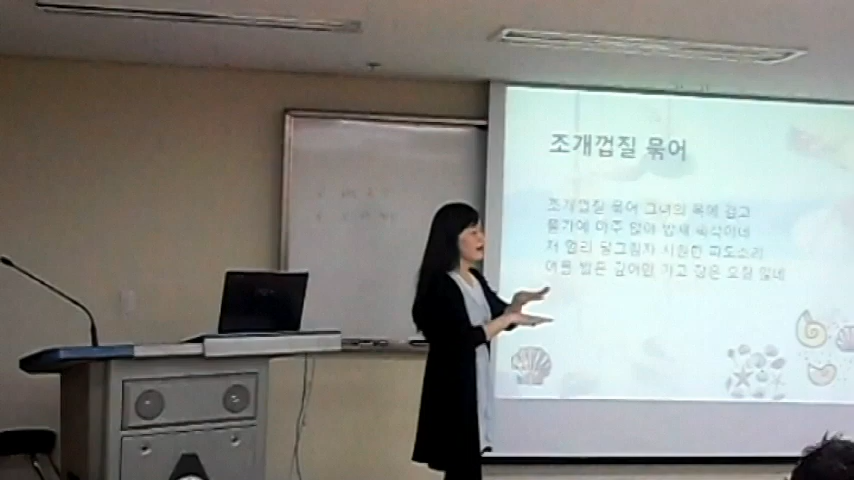 조개껍질 묶어
조개껍질 묶어 그녀의 목에 걸고
물가에 마주 앉아 밤새 속삭이네
저 멀리 달그림자 시원한 파도소리
여름 밤은 깊어만 가고 잠은 오질 않네